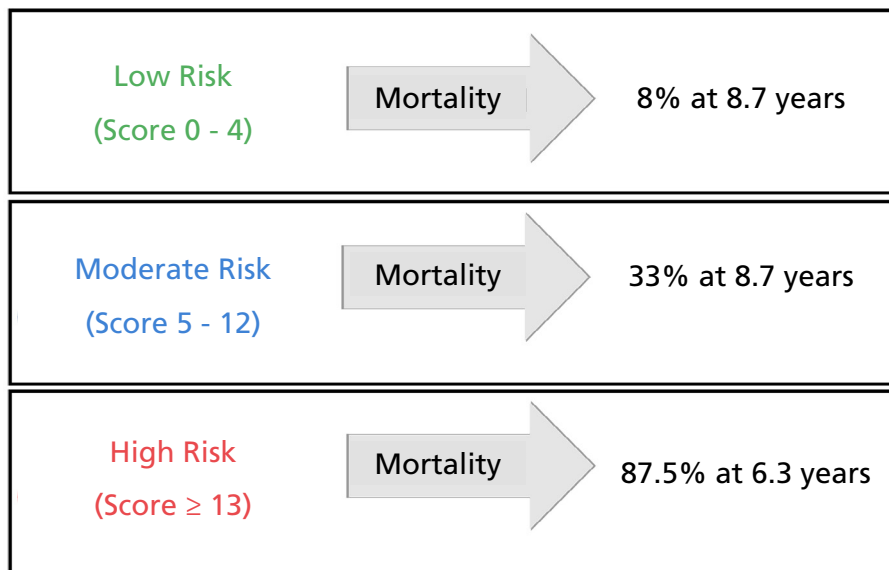 Low Risk
(Score 0 - 4)
Mortality
8% at 8.7 years
Moderate Risk
(Score 5 - 12)
Mortality
33% at 8.7 years
High Risk
(Score ≥ 13)
Mortality
87.5% at 6.3 years